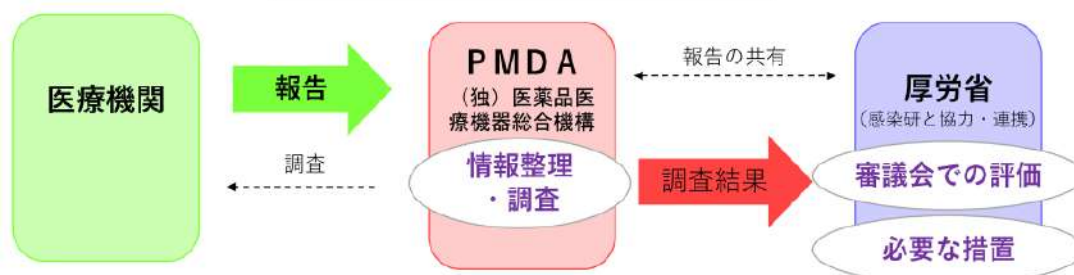 医療機関
報告
調査
PMDA
（独）医薬品医
療機器総合機構
情報整理
・調査
報告の共有
調査結果
厚労省
（感染研と協力・連携）
審議会での評価
必要な措置